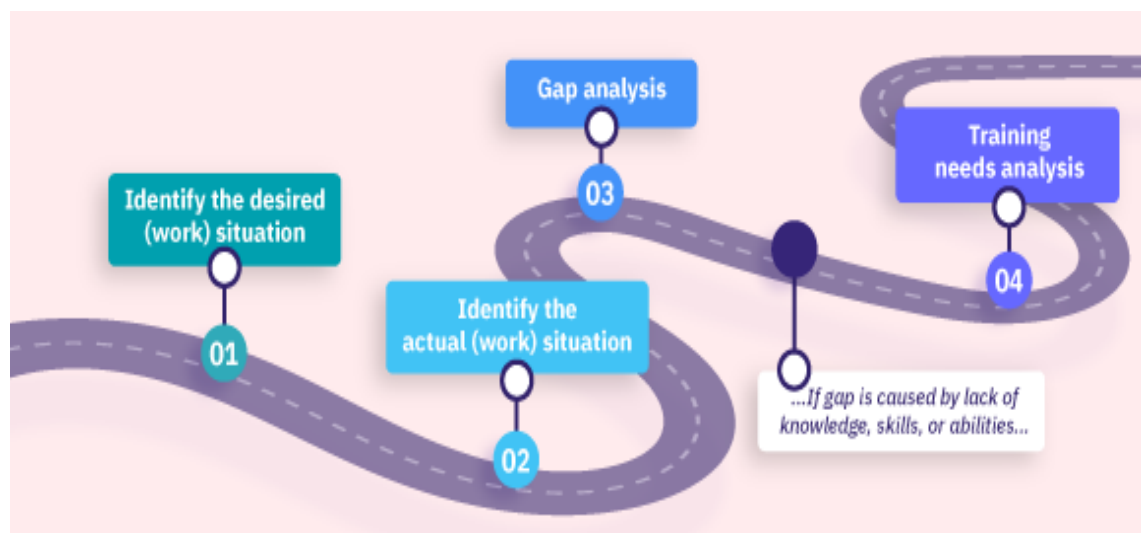 Identify the desired
(work) situation
01
Identify the
actual (work) situation
02
Gap analysis
03
...If gap is caused by lack of
knowledge, skills, or abilities...
Training
needs analysis
04